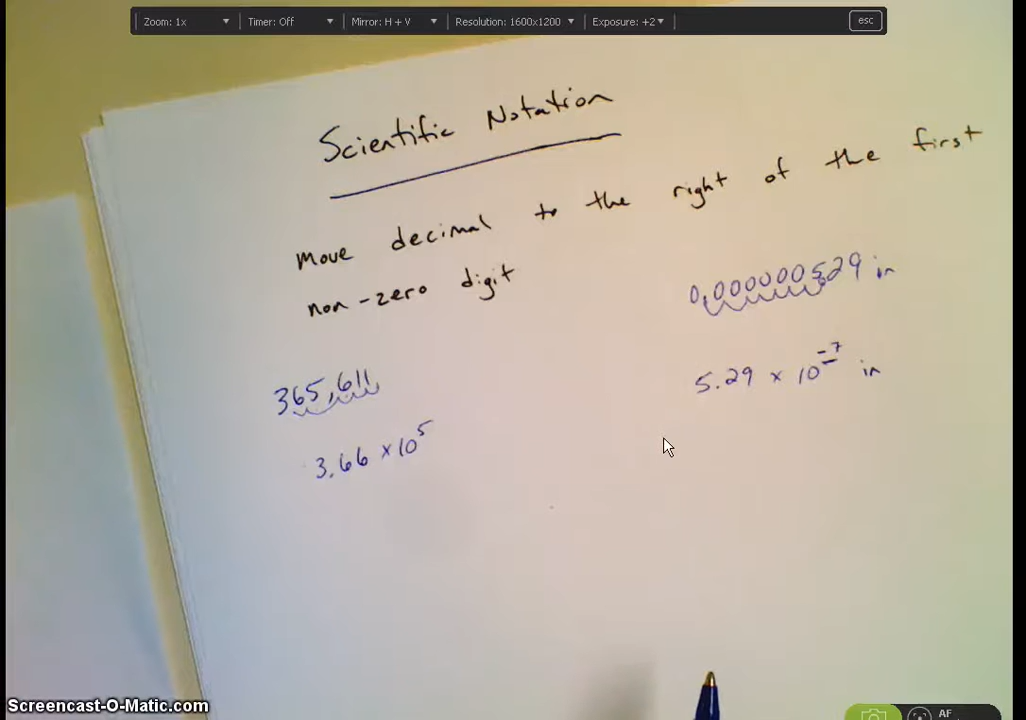 Zoom: 1x Timer: Off Mirror: H + V Resolution: 1600x1200 Exposure: +2 esc
Scientific Notation
Move decimal to the right of the first
non-zero digit
0.000000529 in
365,611
5.29 x 10^-7 in
3.66 x 10^5
Screencast-O-Matic.com
AF